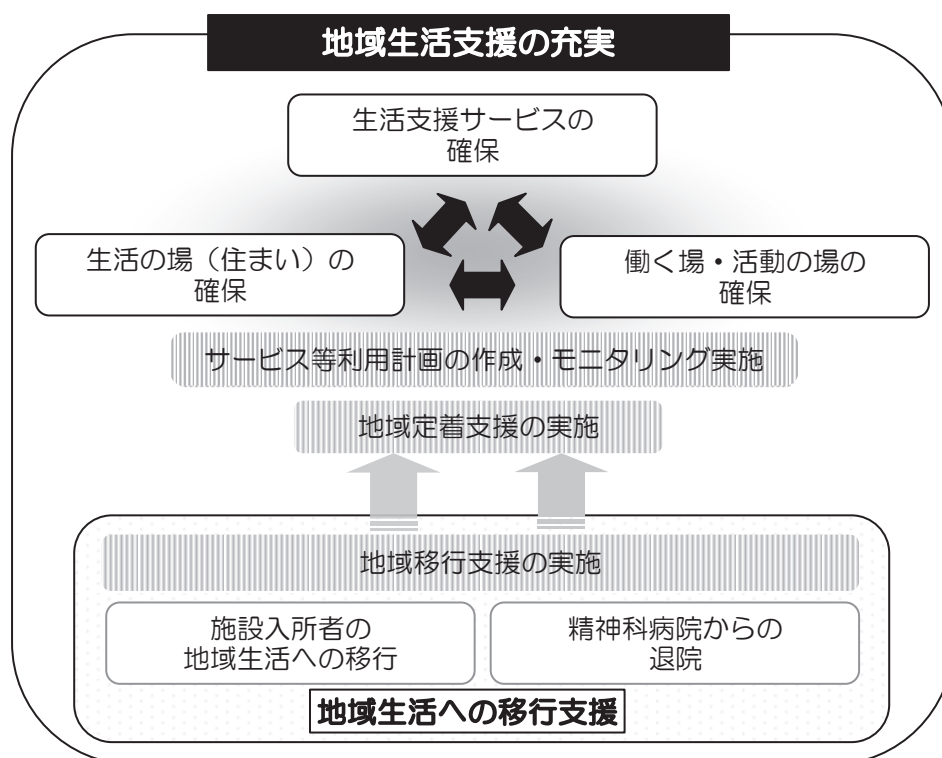 地域生活支援の充実
生活支援サービスの
確保
生活の場（住まい）の
確保
働く場・活動の場の
確保
サービス等利用計画の作成・モニタリング実施
地域定着支援の実施
地域移行支援の実施
施設入所者の
地域生活への移行
精神科病院からの
退院
地域生活への移行支援